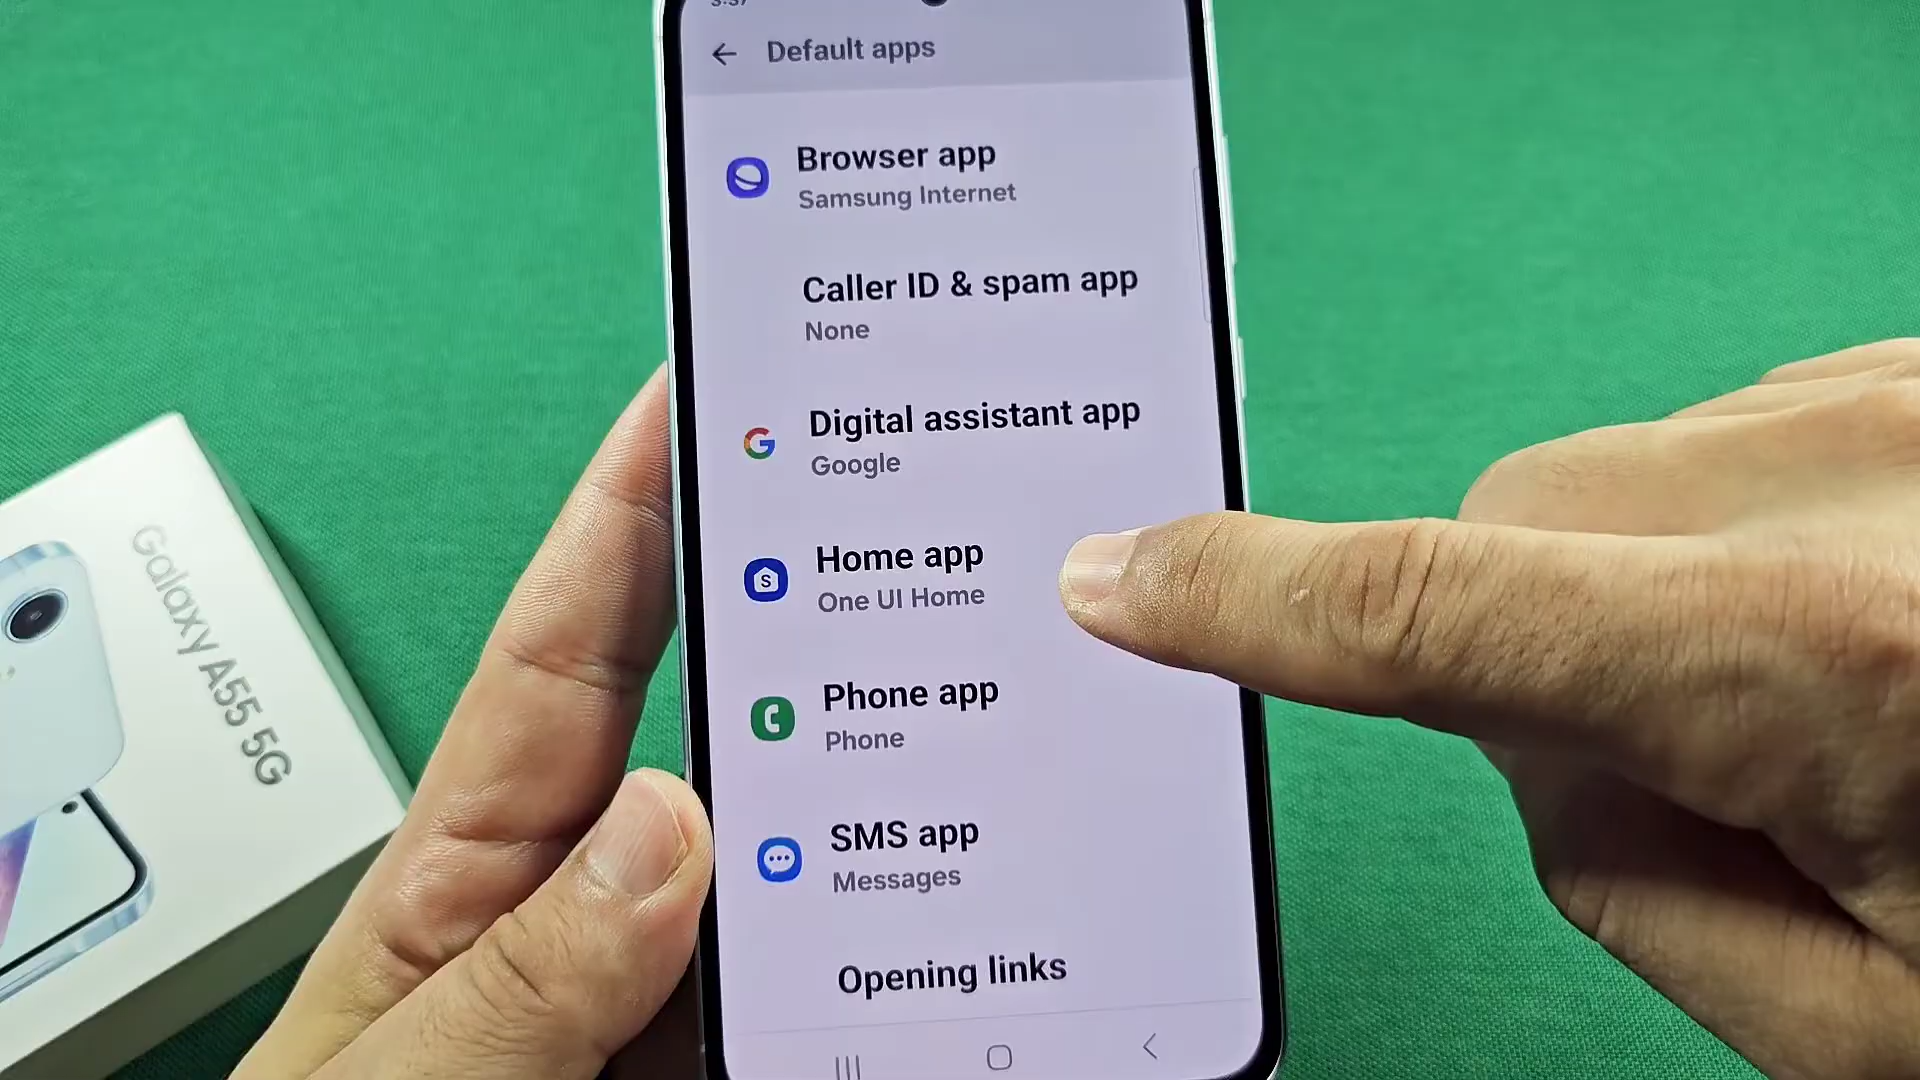 Default apps
Browser app
Samsung Internet
Caller ID & spam app
None
Digital assistant app
Google
Home app
One UI Home
Phone app
Phone
SMS app
Messages
Opening links
Galaxy A55 5G